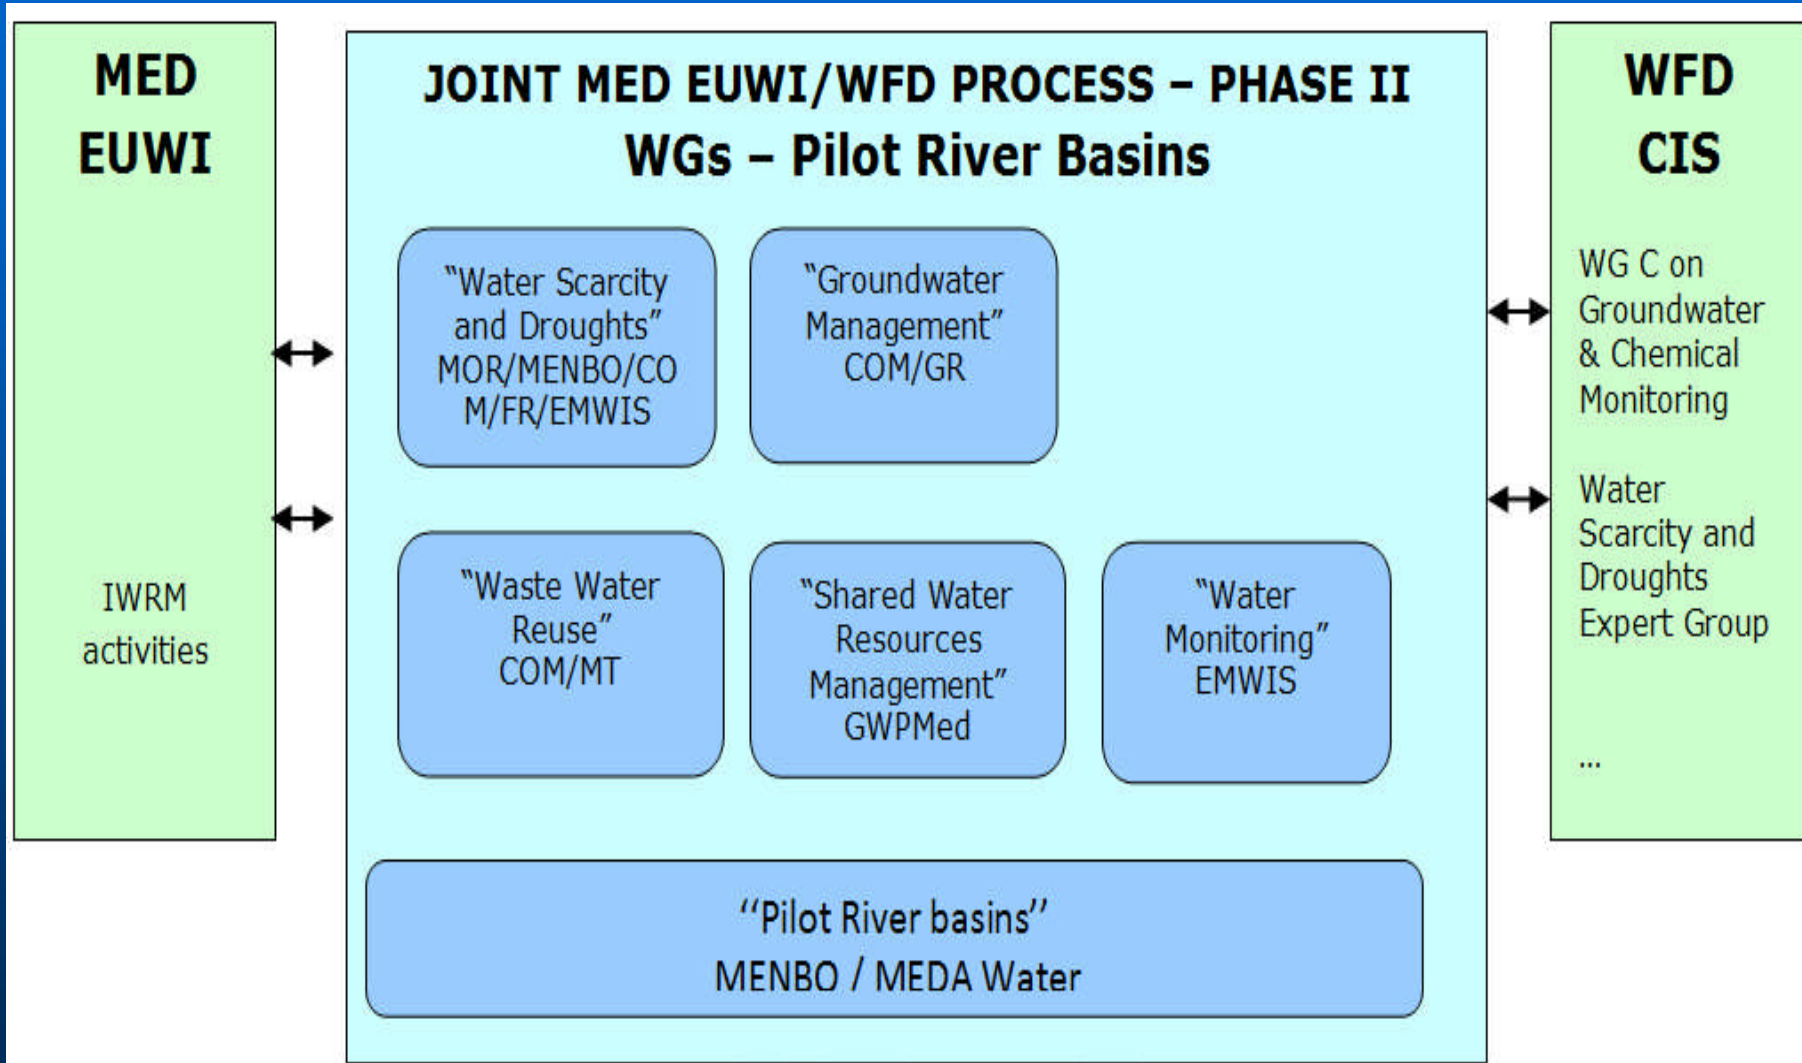 MED
EUWI
IWRM
activities
JOINT MED EUWI/WFD PROCESS – PHASE II
WGs – Pilot River Basins
“Water Scarcity
and Droughts”
MOR/MENBO/CO
M/FR/EMWIS
“Groundwater
Management”
COM/GR
“Waste Water
Reuse”
COM/MT
“Shared Water
Resources
Management”
GWPMed
“Water
Monitoring”
EMWIS
‘‘Pilot River basins’’
MENBO / MEDA Water
WFD
CIS
WG C on
Groundwater
& Chemical
Monitoring
Water
Scarcity and
Droughts
Expert Group
...